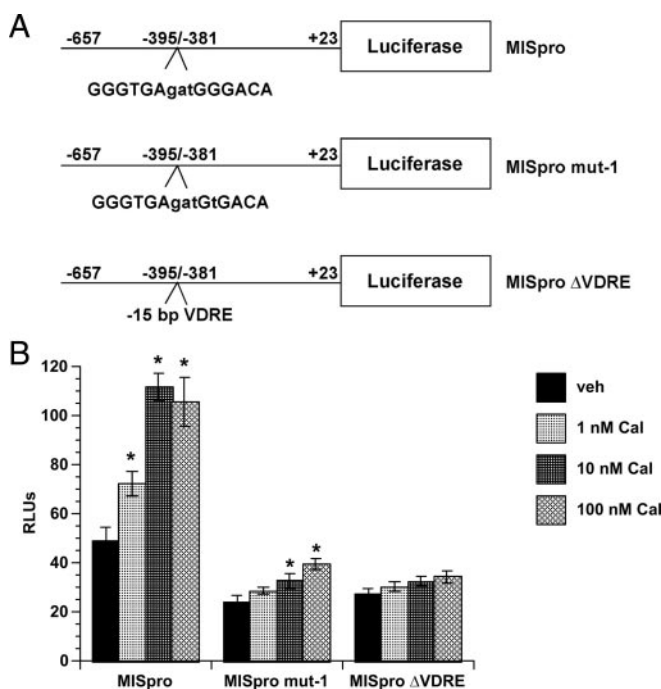 A
-657 -395/-381 +23 Luciferase MISpro
GGGTGAgatGGGACA
-657 -395/-381 +23 Luciferase MISpro mut-1
GGGTGAgatGtGACA
-657 -395/-381 +23 Luciferase MISpro ΔVDRE
-15 bp VDRE
B
RLUs
120
100
80
60
40
20
0
* * *
* *
MISpro MISpro mut-1 MISpro ΔVDRE
veh
1 nM Cal
10 nM Cal
100 nM Cal